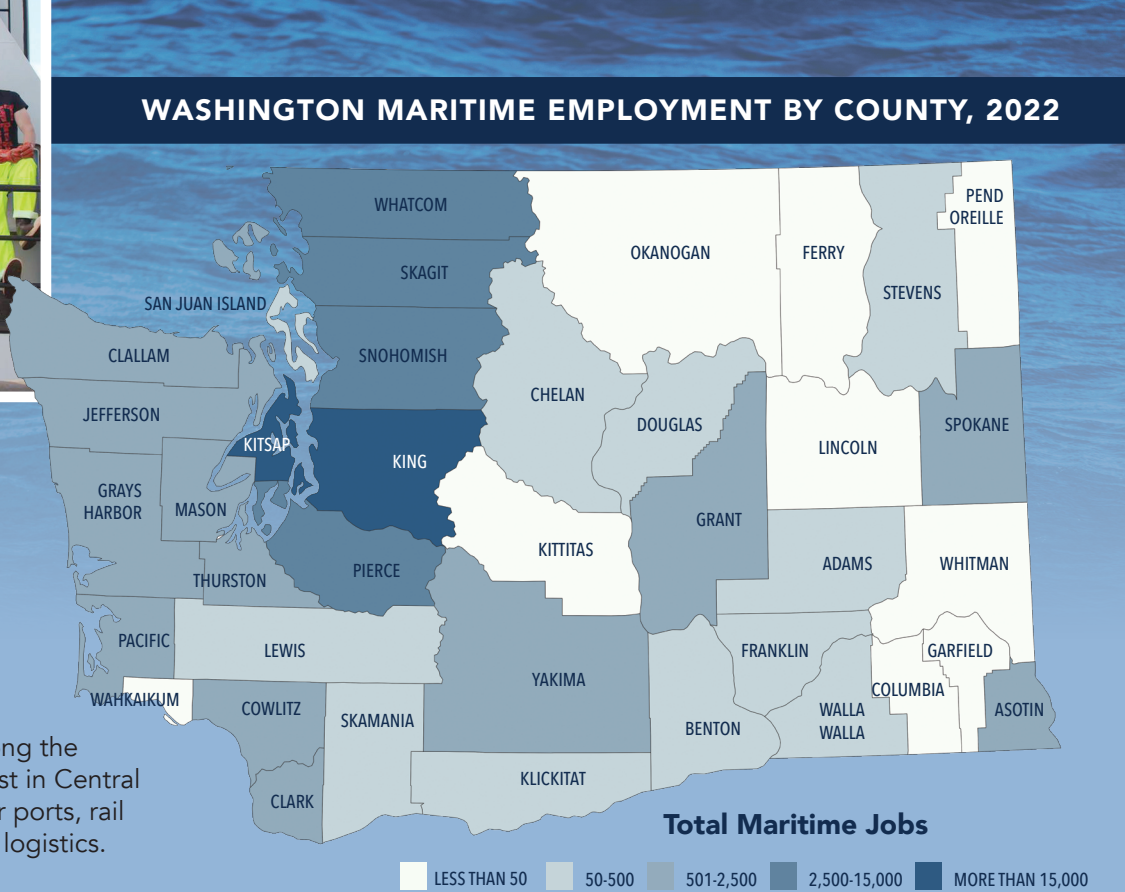 WASHINGTON MARITIME EMPLOYMENT BY COUNTY, 2022
WHATCOM
PEND
OREILLE
OKANOGAN
FERRY
SKAGIT
STEVENS
SAN JUAN ISLAND
CLALLAM
SNOHOMISH
CHELAN
JEFFERSON
DOUGLAS
SPOKANE
KITSAP
LINCOLN
KING
GRAYS
HARBOR
MASON
GRANT
KITTITAS
ADAMS
WHITMAN
THURSTON
PIERCE
PACIFIC
LEWIS
FRANKLIN
GARFIELD
YAKIMA
COLUMBIA
WAHKAIKUM
COWLITZ
SKAMANIA
WALLA
WALLA
ASOTIN
BENTON
KLICKITAT
CLARK
ng the
st in Central
r ports, rail
logistics.
Total Maritime Jobs
LESS THAN 50
50-500
501-2,500
2,500-15,000
MORE THAN 15,000